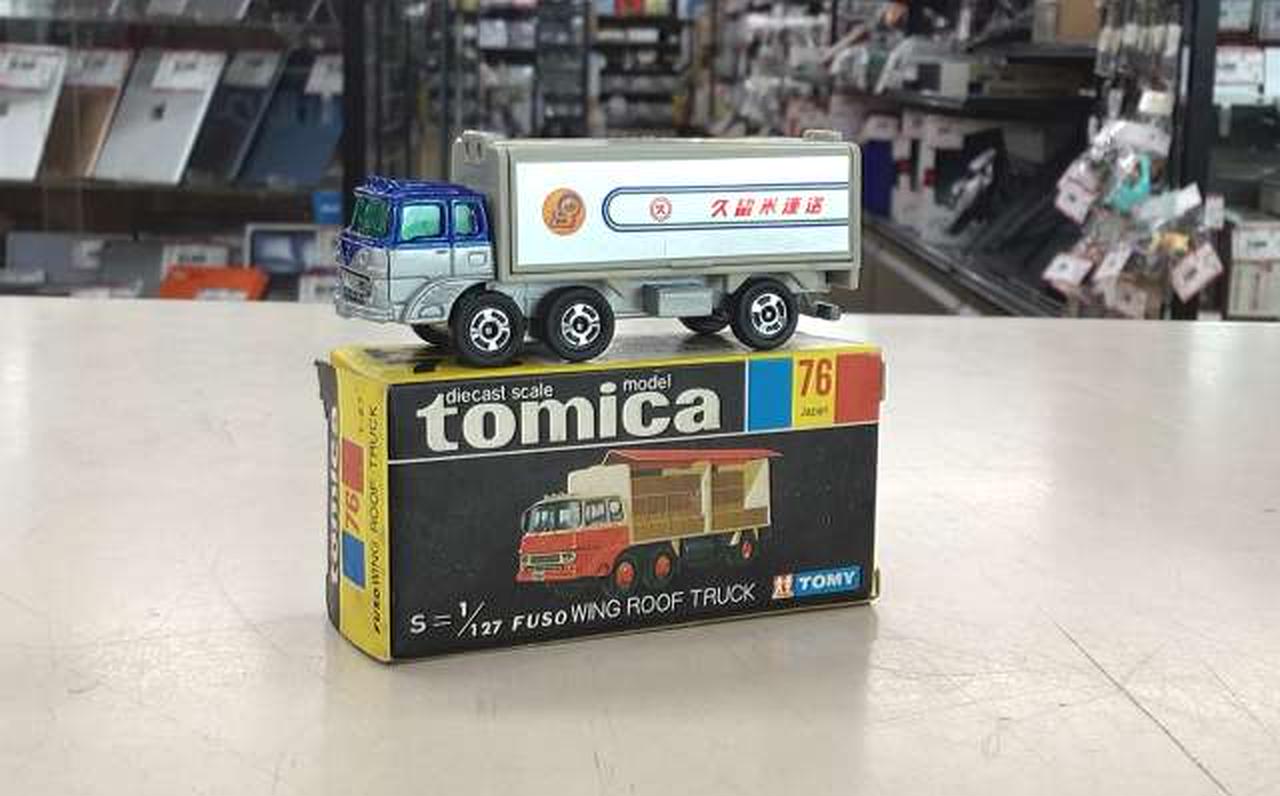 久
久留米運送
diecast scale model
tomica
76
Japan
S=1/127 FUSO WING ROOF TRUCK
TOMY
tomica
76
FUSO WING ROOF TRUCK